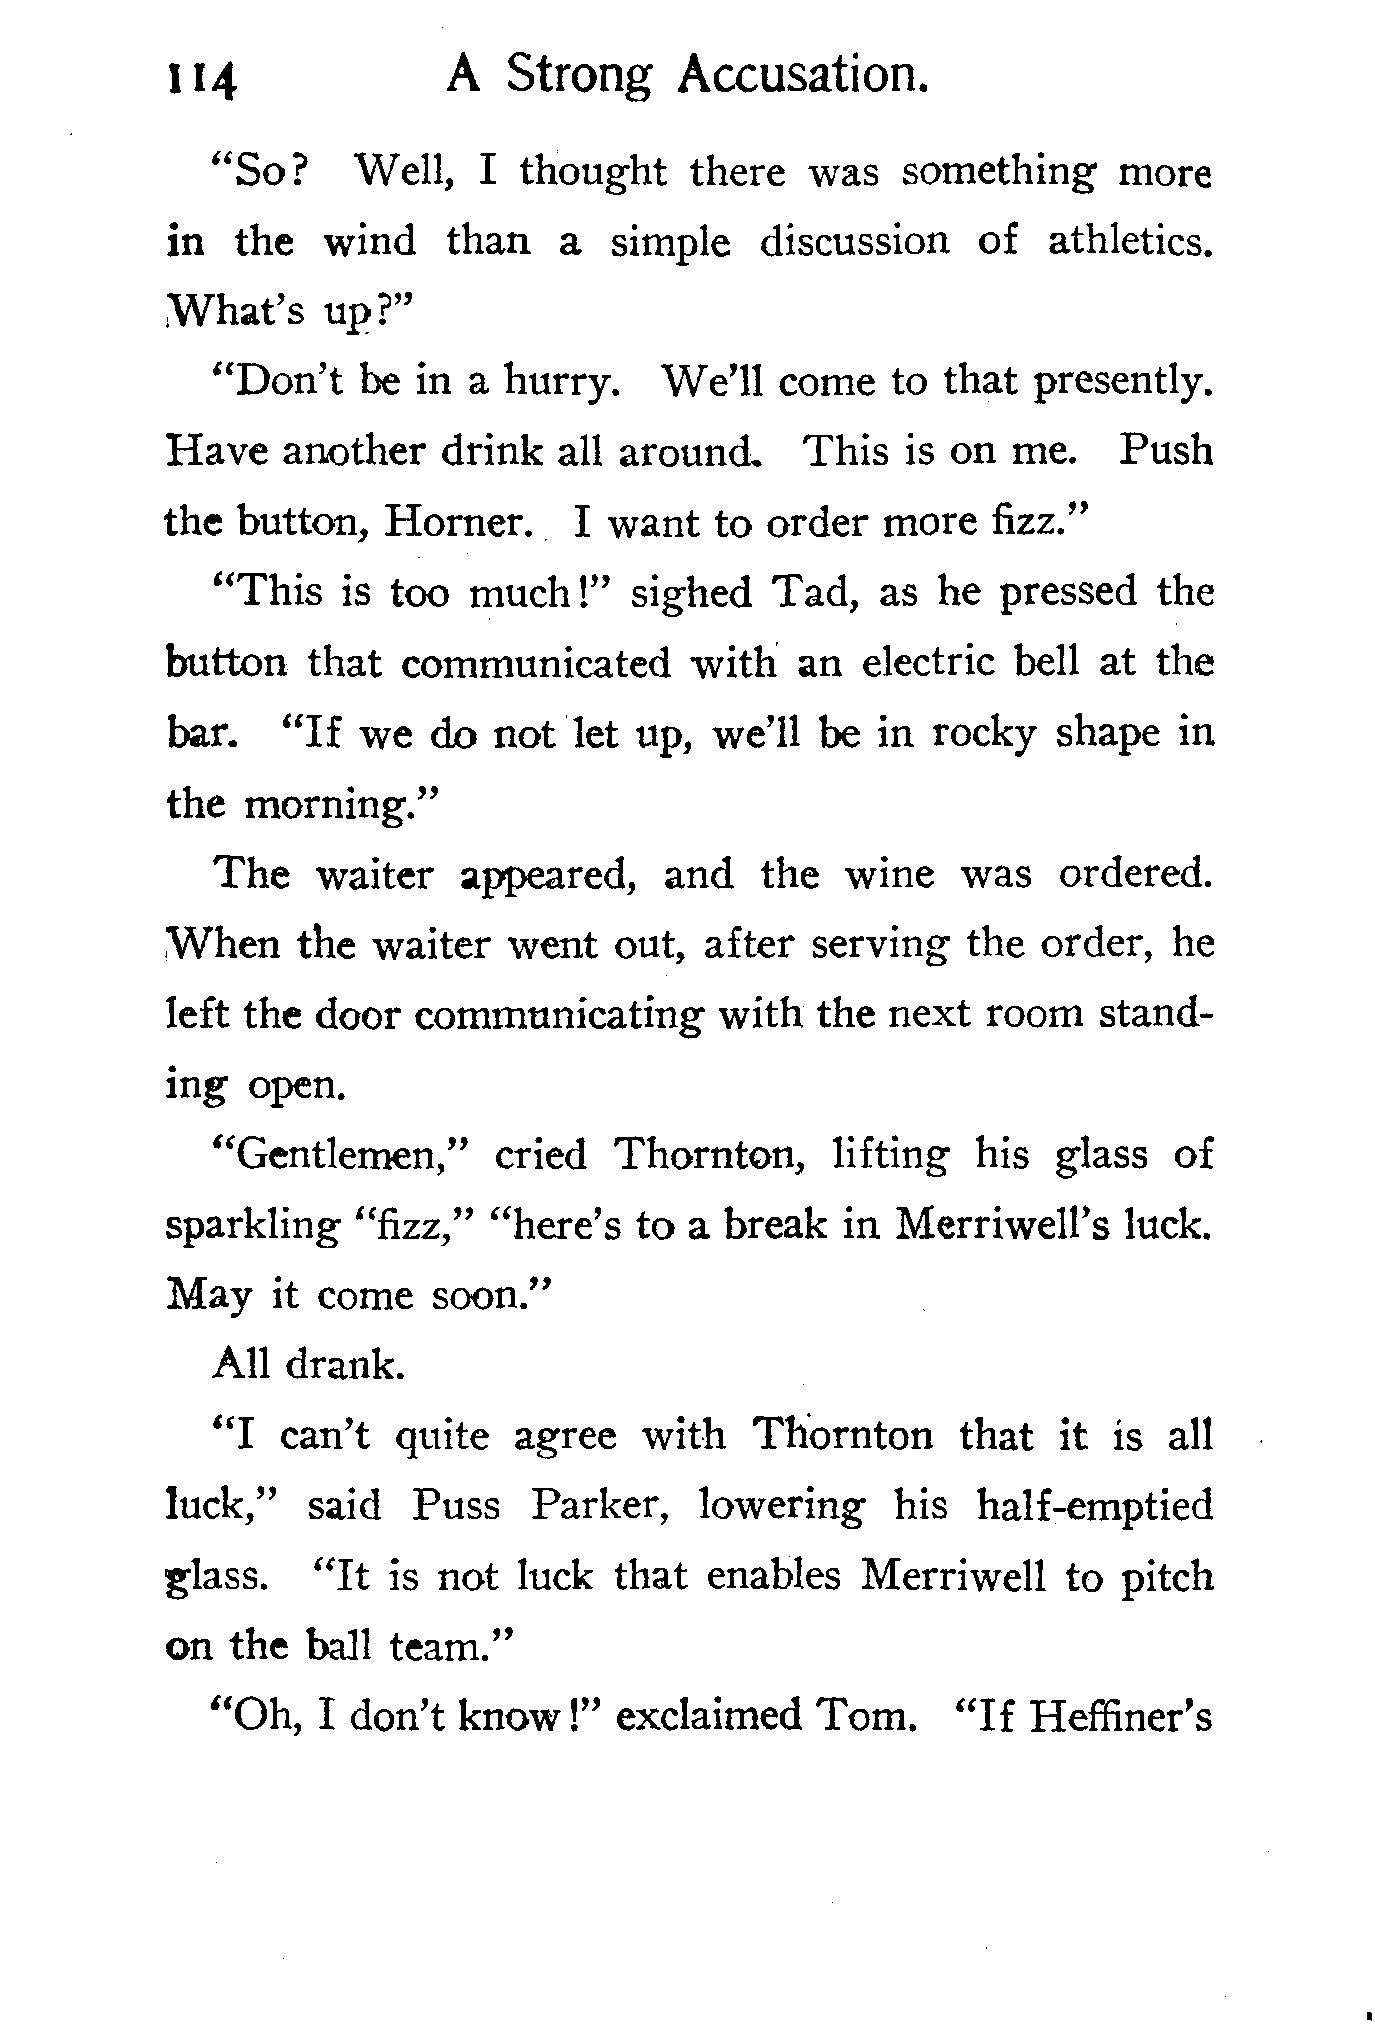 114 A Strong Accusation.
“So? Well, I thought there was something more
in the wind than a simple discussion of athletics.
What’s up?”
“Don’t be in a hurry. We’ll come to that presently.
Have another drink all around. This is on me. Push
the button, Horner. I want to order more fizz.”
“This is too much!” sighed Tad, as he pressed the
button that communicated with an electric bell at the
bar. “If we do not let up, we’ll be in rocky shape in
the morning.”
The waiter appeared, and the wine was ordered.
When the waiter went out, after serving the order, he
left the door communicating with the next room stand-
ing open.
“Gentlemen,” cried Thornton, lifting his glass of
sparkling “fizz,” “here’s to a break in Merriwell’s luck.
May it come soon.”
All drank.
“I can’t quite agree with Thornton that it is all
luck,” said Puss Parker, lowering his half-emptied
glass. “It is not luck that enables Merriwell to pitch
on the ball team.”
“Oh, I don’t know!” exclaimed Tom. “If Heffiner’s